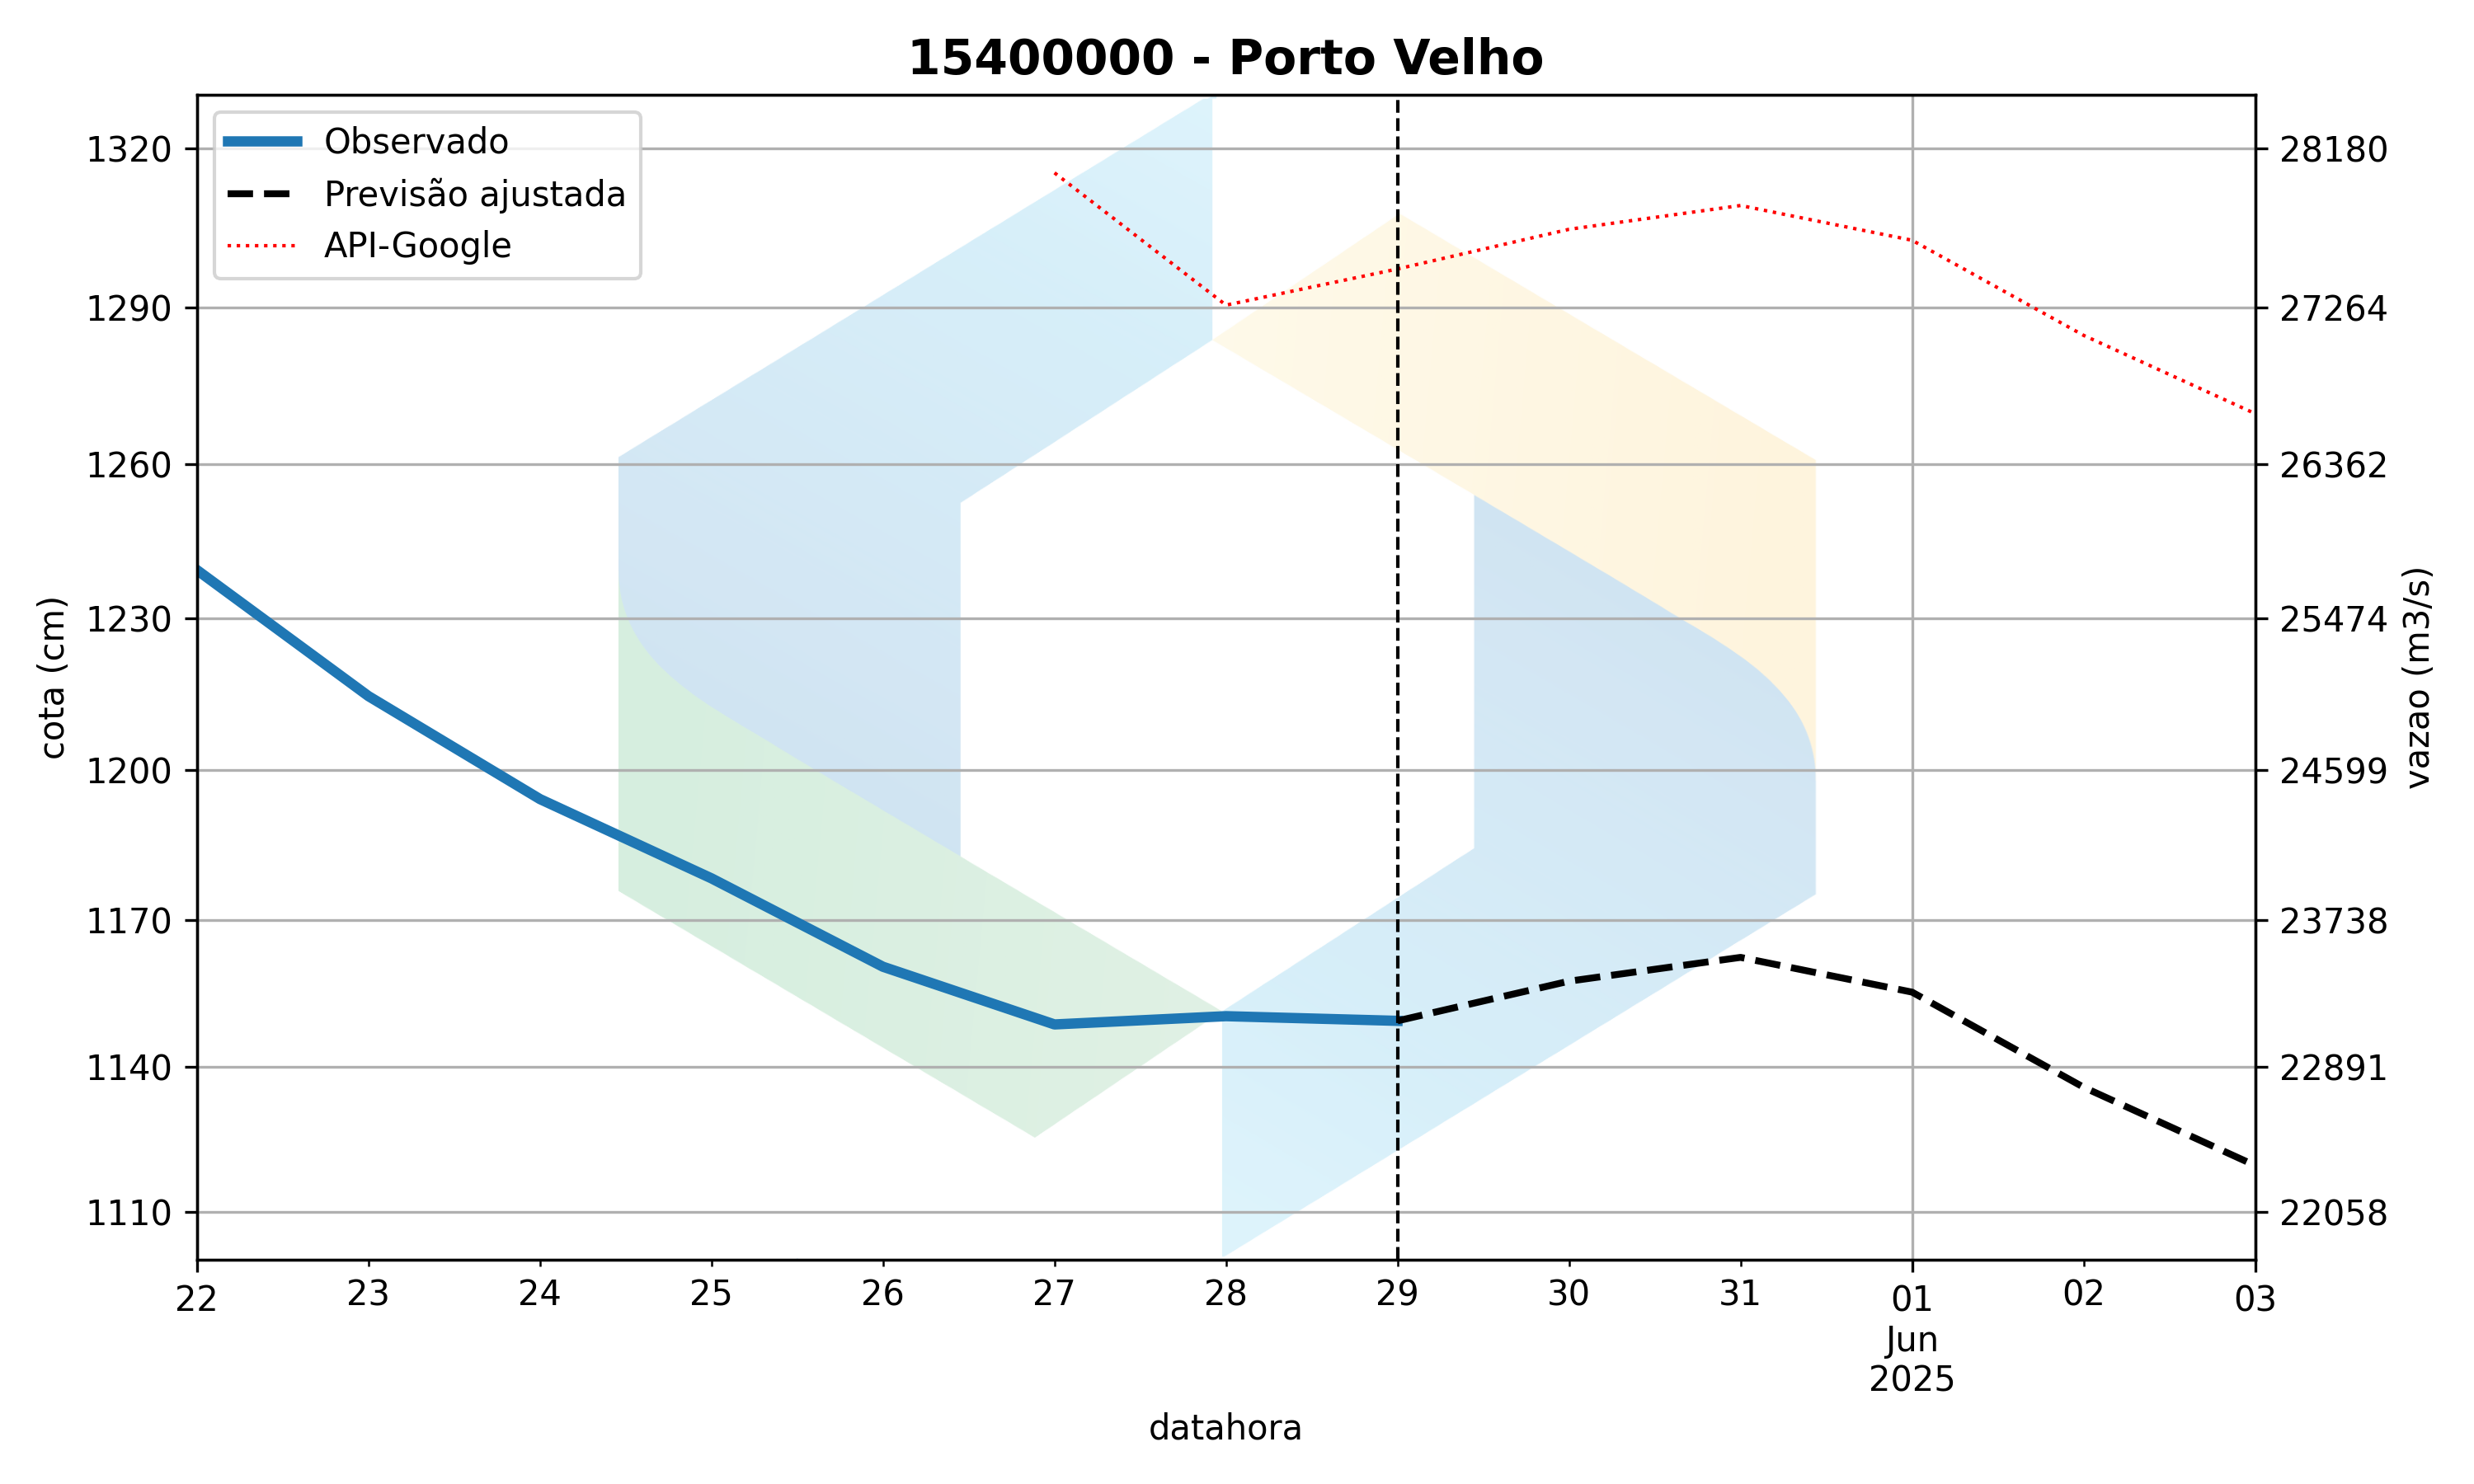 15400000 - Porto Velho
Observado
Previsão ajustada
API-Google
1320
1290
1260
1230
1200
1170
1140
1110
cota (cm)
28180
27264
26362
25474
24599
23738
22891
22058
vazao (m3/s)
22 23 24 25 26 27 28 29 30 31 01 02 03
Jun
2025
datahora